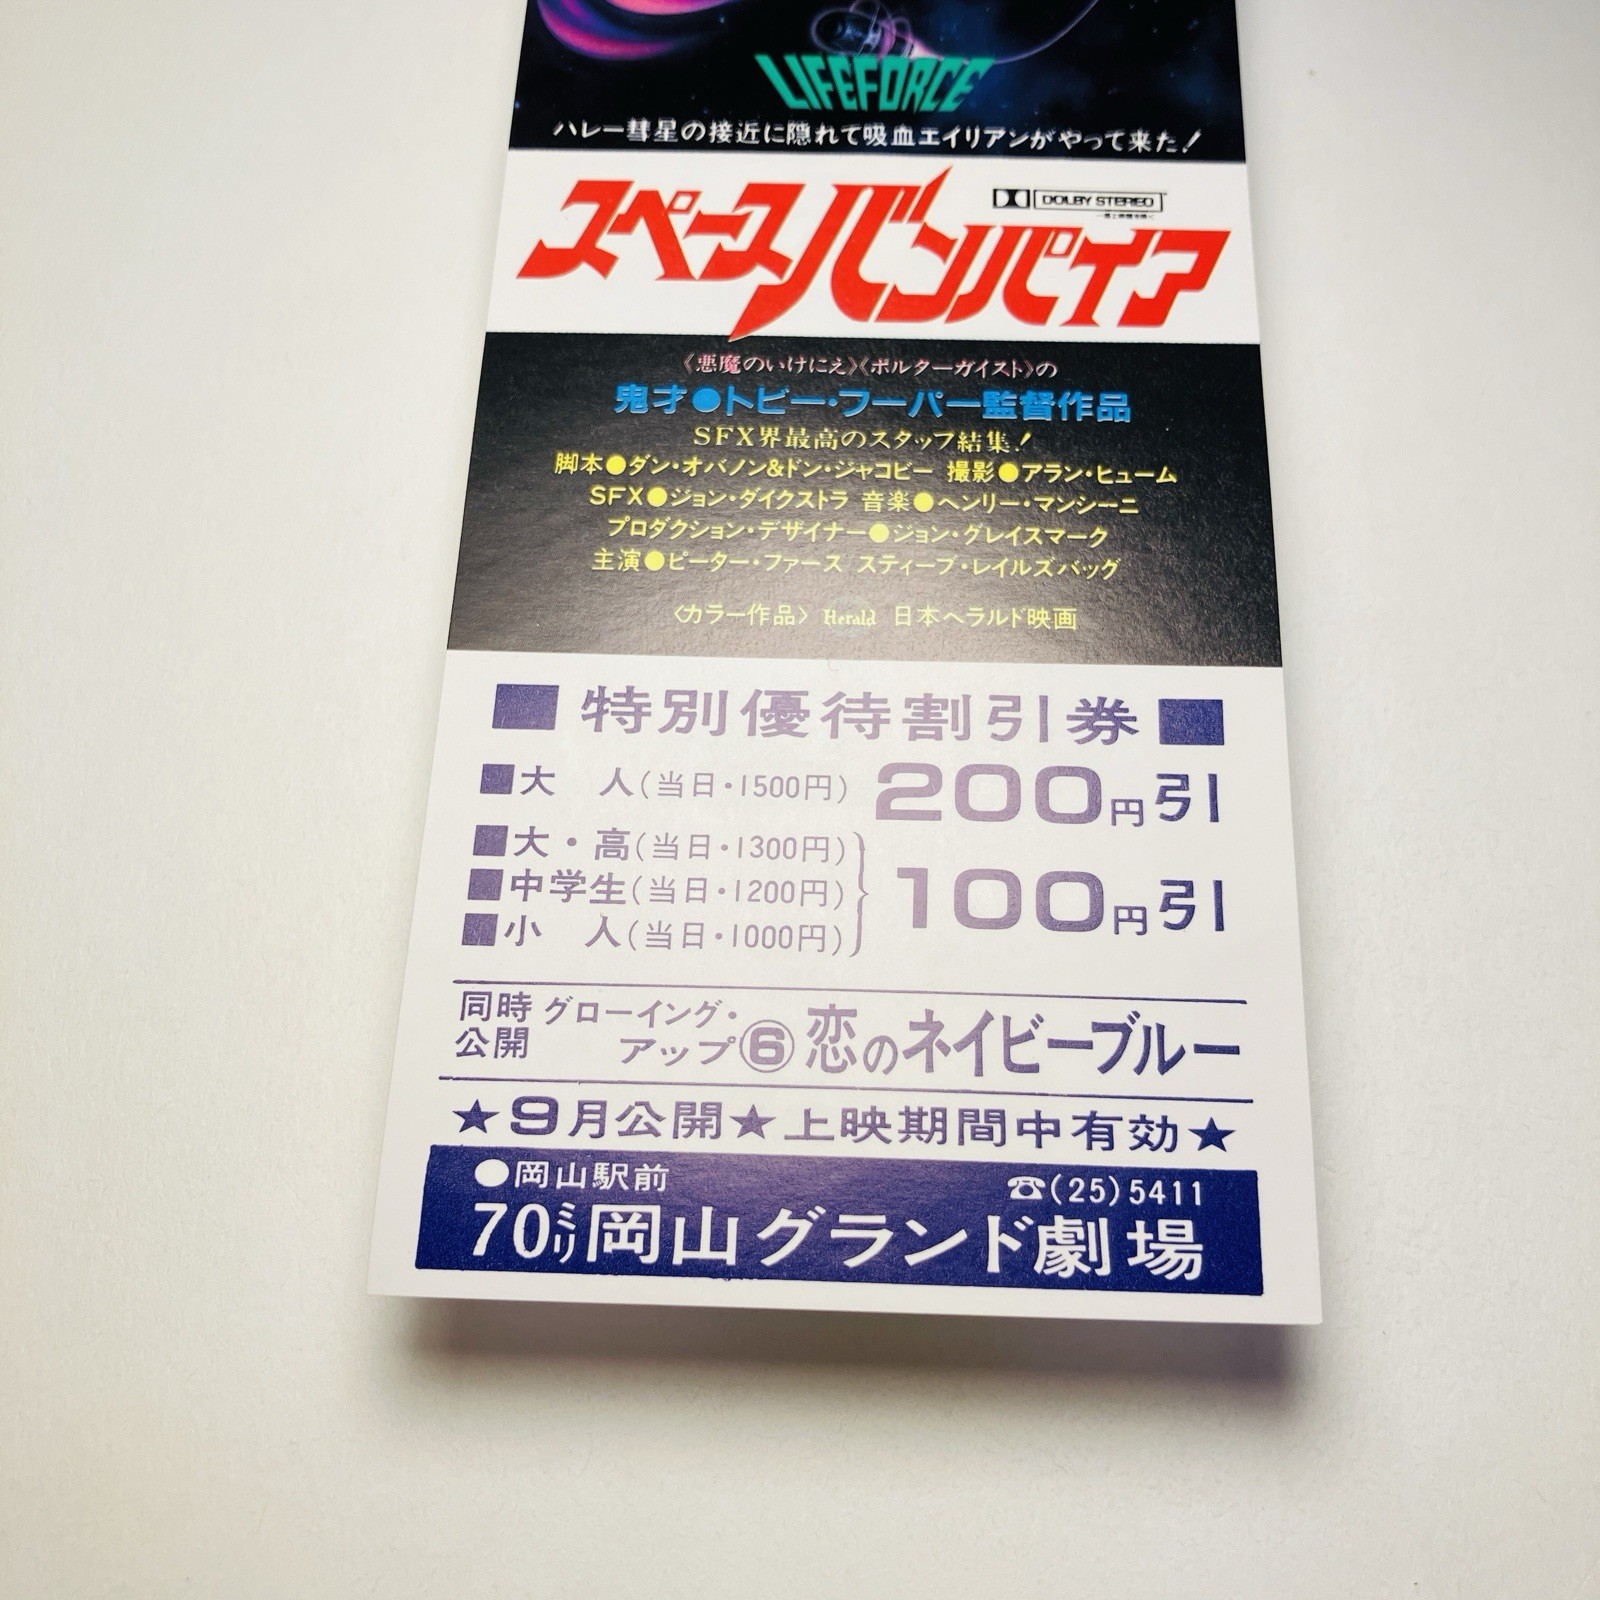 LIFEFORCE
ハレー彗星の接近に隠れて吸血エイリアンがやって来た!
スペースバンパイア
DOLBY STEREO
《悪魔のいけにえ》《ポルターガイスト》の
鬼才●トビー・フーパー監督作品
SFX界最高のスタッフ結集!
脚本●ダン・オバノン&ドン・ジャコビー 撮影●アラン・ヒューム
SFX●ジョン・ダイクストラ 音楽●ヘンリー・マンシーニ
プロダクション・デザイナー●ジョン・グレイスマーク
主演●ピーター・ファース スティーブ・レイルズバッグ
〈カラー作品〉 Herald 日本ヘラルド映画
■特別優待割引券■
■大 人(当日・1500円) 200円引
■大・高(当日・1300円)
■中学生(当日・1200円)
■小 人(当日・1000円)
100円引
同時公開 グローイング・アップ⑥ 恋のネイビーブルー
★9月公開★上映期間中有効★
●岡山駅前 ☎(25)5411
70ミリ岡山グランド劇場